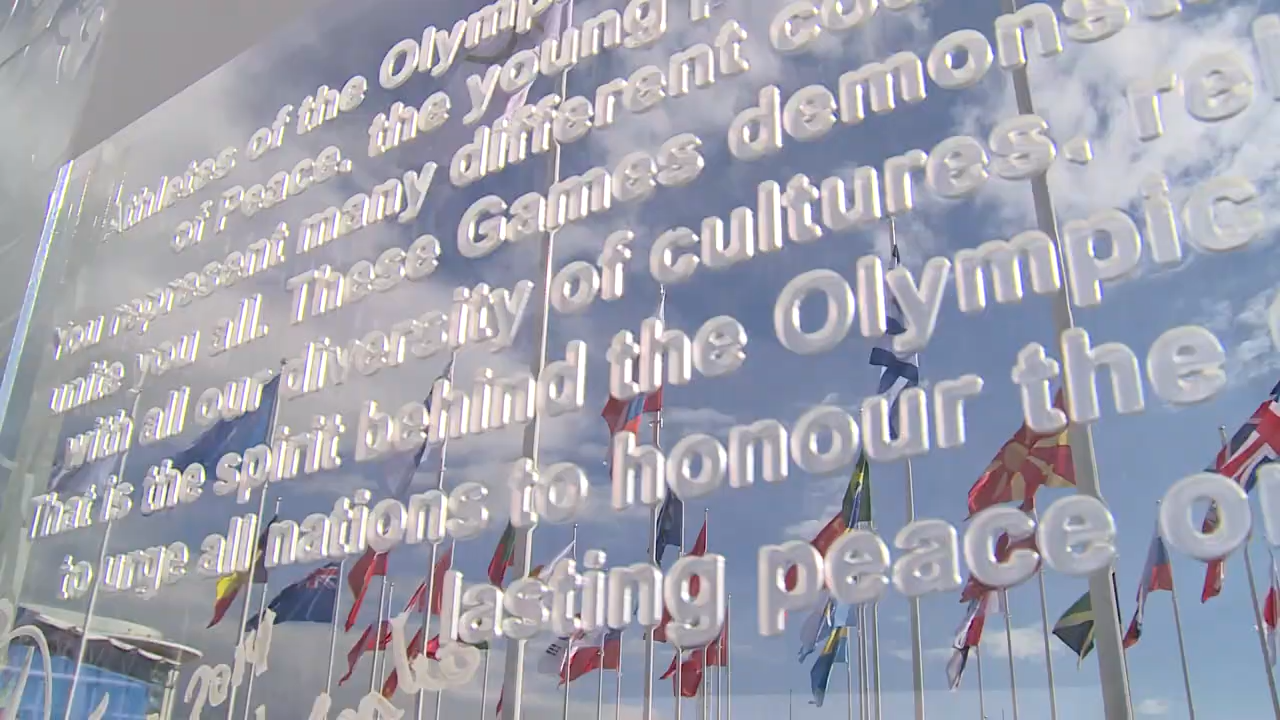 Athletes of the Olymp
of Peace. the young
you represent many different co
unite you all. These Games demons
with all our diversity of cultures. rel
That is the spirit behind the Olympic
to urge all nations to honour the
lasting peace o